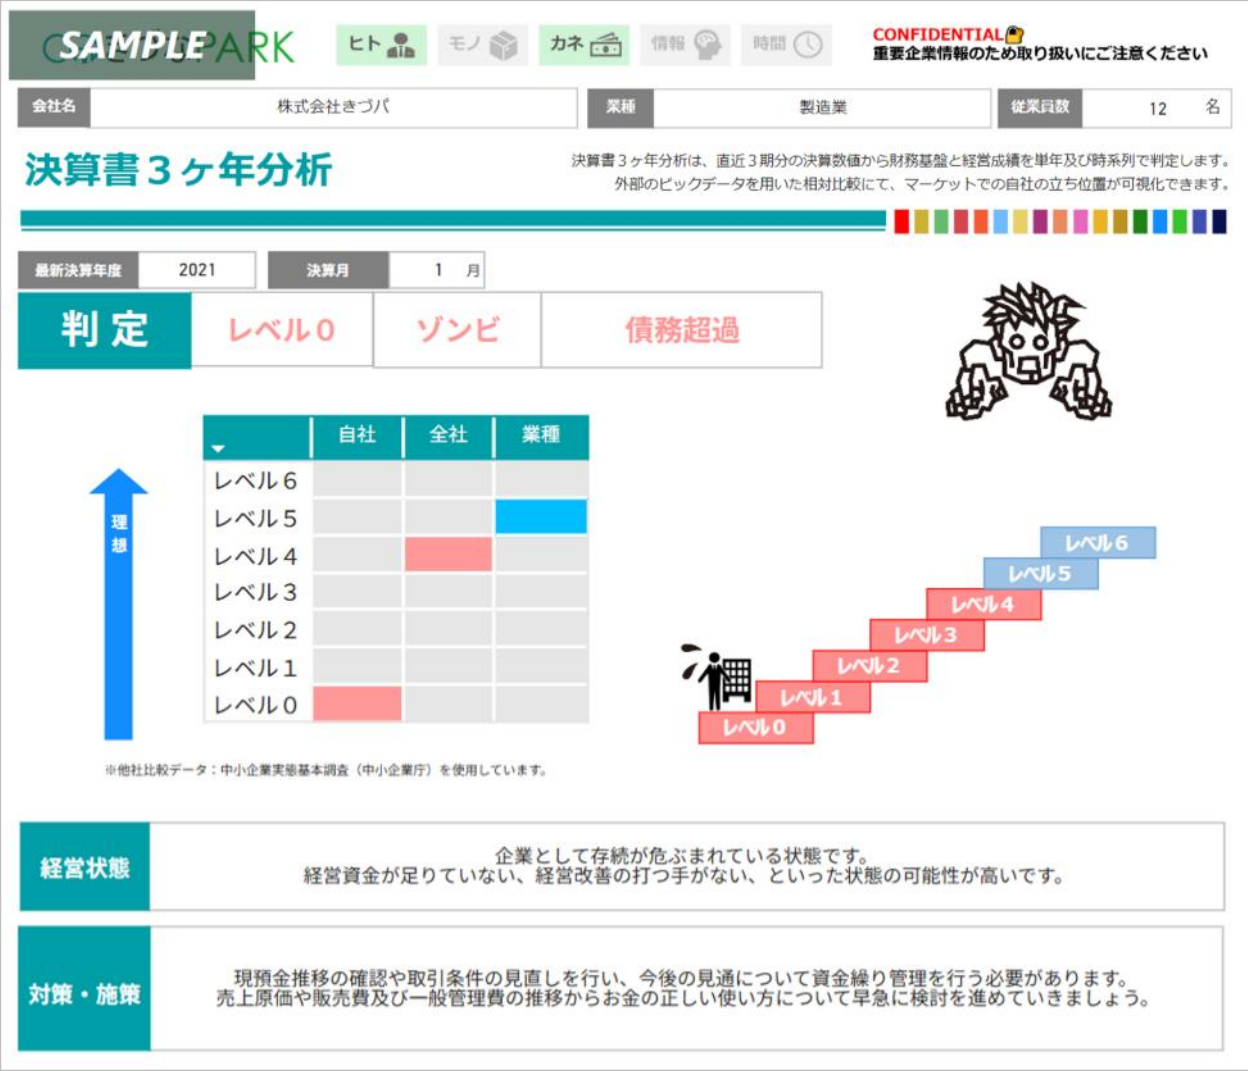 SAMPLE PARK
ヒト
モノ
カネ
情報
時間
CONFIDENTIAL
重要企業情報のため取り扱いにご注意ください
会社名 株式会社きづパ 業種 製造業 従業員数 12 名
決算書３ヶ年分析
決算書３ヶ年分析は、直近３期分の決算数値から財務基盤と経営成績を単年及び時系列で判定します。
外部のビックデータを用いた相対比較にて、マーケットでの自社の立ち位置が可視化できます。
最新決算年度 2021 決算月 1 月
判定 レベル０ ゾンビ 債務超過
自社 全社 業種
レベル６
レベル５
レベル４
レベル３
レベル２
レベル１
レベル０
理想
レベル６
レベル５
レベル４
レベル３
レベル２
レベル１
レベル０
※他社比較データ：中小企業実態基本調査（中小企業庁）を使用しています。
経営状態
企業として存続が危ぶまれている状態です。
経営資金が足りていない、経営改善の打つ手がない、といった状態の可能性が高いです。
対策・施策
現預金推移の確認や取引条件の見直しを行い、今後の見通について資金繰り管理を行う必要があります。
売上原価や販売費及び一般管理費の推移からお金の正しい使い方について早急に検討を進めていきましょう。